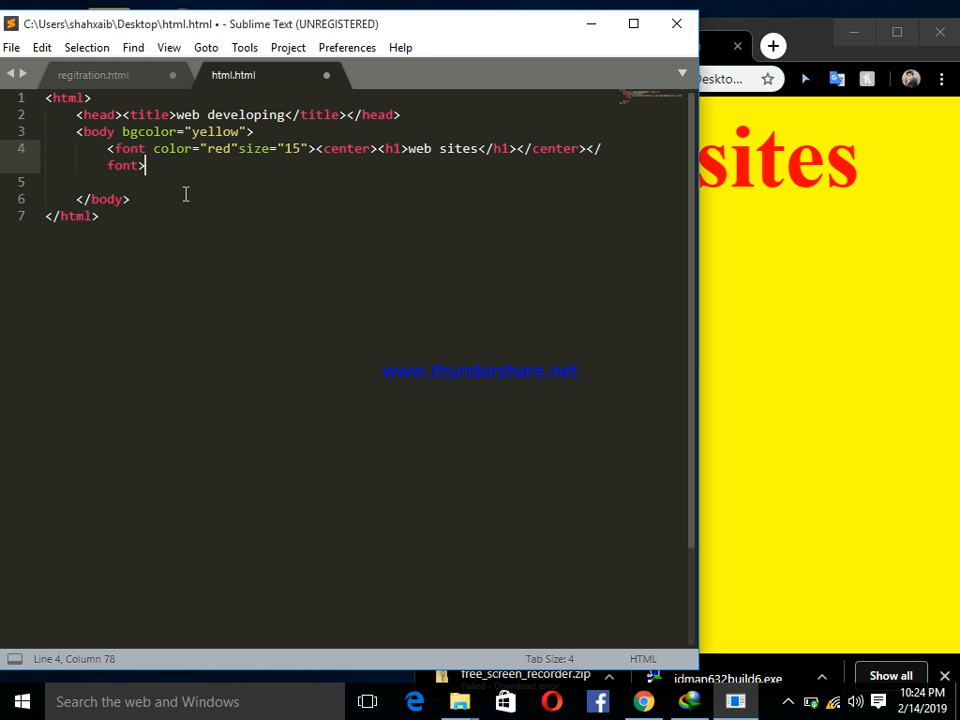 C:\Users\shahxaib\Desktop\html.html • - Sublime Text (UNREGISTERED)
File Edit Selection Find View Goto Tools Project Preferences Help
regitration.html html.html
Deskto...
1 <html>
2 <head><title>web developing</title></head>
3 <body bgcolor="yellow">
4 <font color="red"size="15"><center><h1>web sites</h1></center></
font>
5
6 </body>
7 </html>
sites
www.thundershare.net
Line 4, Column 78 Tab Size: 4 HTML
free_screen_recorder.zip
Failed - Download error
idman632build6.exe
Show all
Search the web and Windows
10:24 PM
2/14/2019